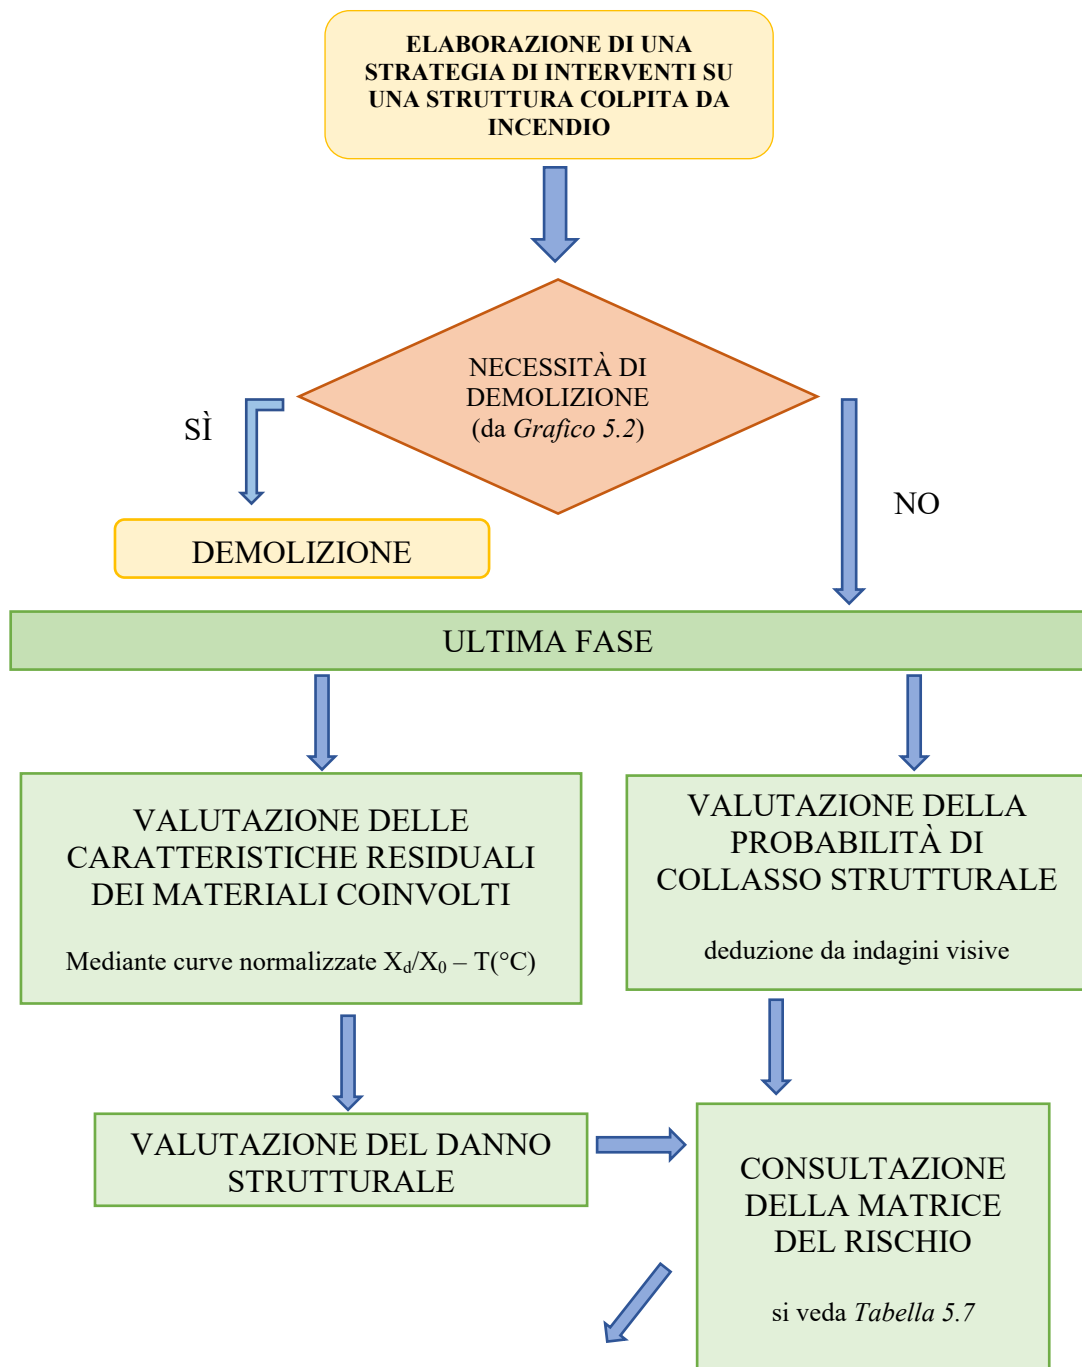 ELABORAZIONE DI UNA
STRATEGIA DI INTERVENTI SU
UNA STRUTTURA COLPITA DA
INCENDIO
NECESSITÀ DI
DEMOLIZIONE
(da Grafico 5.2)
SÌ
NO
DEMOLIZIONE
ULTIMA FASE
VALUTAZIONE DELLE
CARATTERISTICHE RESIDUALI
DEI MATERIALI COINVOLTI
Mediante curve normalizzate Xd/X0 – T(°C)
VALUTAZIONE DELLA
PROBABILITÀ DI
COLLASSO STRUTTURALE
deduzione da indagini visive
VALUTAZIONE DEL DANNO
STRUTTURALE
CONSULTAZIONE
DELLA MATRICE
DEL RISCHIO
si veda Tabella 5.7